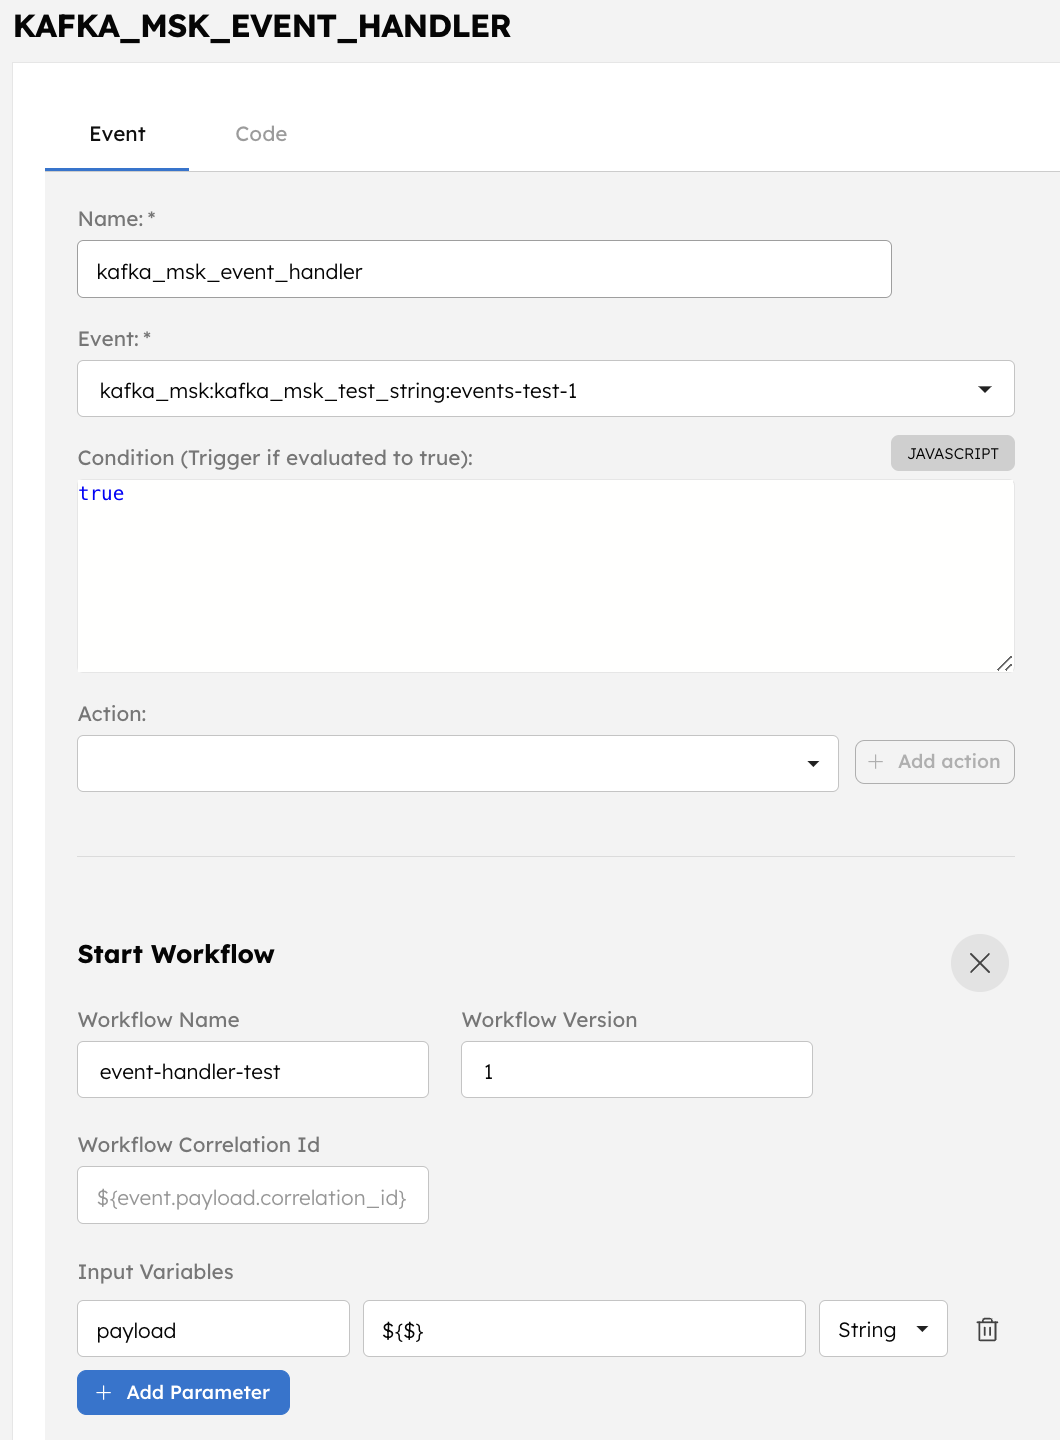 KAFKA_MSK_EVENT_HANDLER
Event Code
Name: *
kafka_msk_event_handler
Event: *
kafka_msk:kafka_msk_test_string:events-test-1
Condition (Trigger if evaluated to true): JAVASCRIPT
true
Action:
+ Add action
Start Workflow
Workflow Name Workflow Version
event-handler-test 1
Workflow Correlation Id
${event.payload.correlation_id}
Input Variables
payload ${$} String
+ Add Parameter